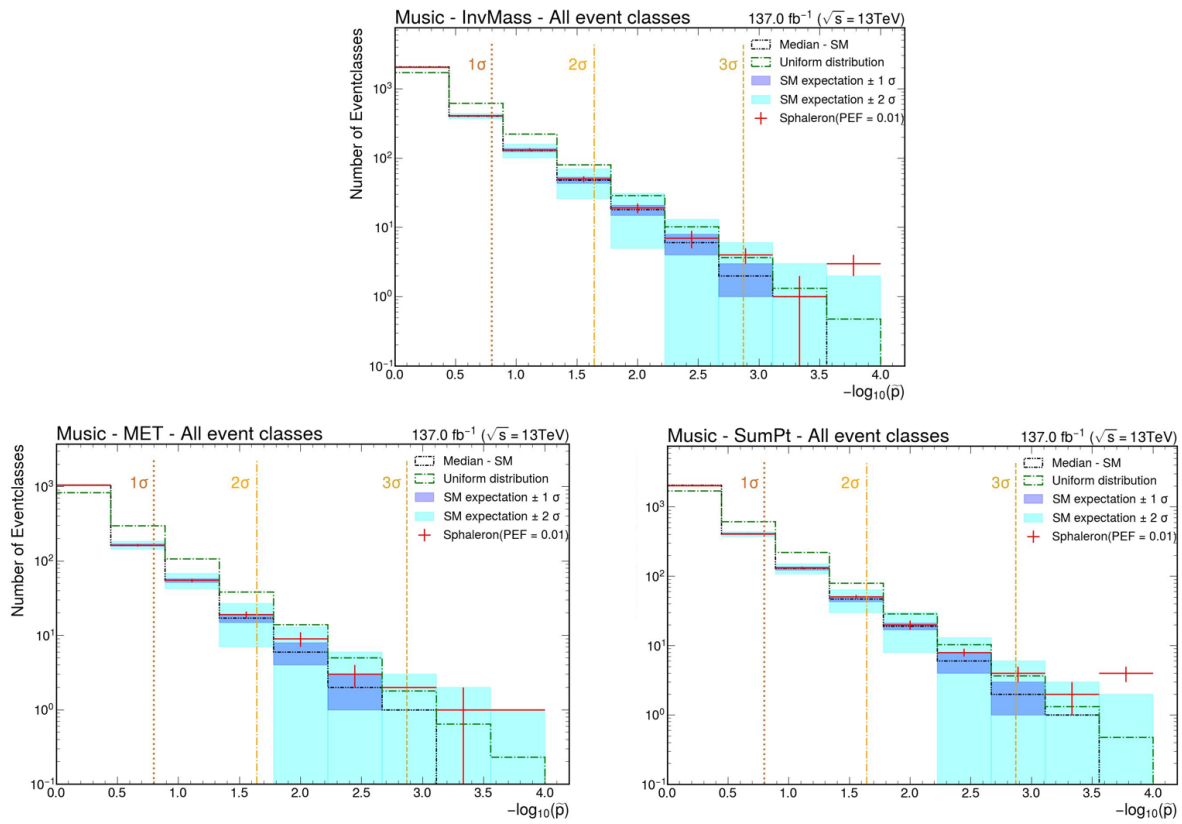 Music - InvMass - All event classes 137.0 fb⁻¹ (√s = 13TeV)
Number of Eventclasses
1σ 2σ 3σ
Median - SM
Uniform distribution
SM expectation ± 1 σ
SM expectation ± 2 σ
Sphaleron(PEF = 0.01)
10³
10²
10¹
10⁰
10⁻¹
0.0 0.5 1.0 1.5 2.0 2.5 3.0 3.5 4.0
−log₁₀(p̃)
Music - MET - All event classes 137.0 fb⁻¹ (√s = 13TeV)
Number of Eventclasses
1σ 2σ 3σ
Median - SM
Uniform distribution
SM expectation ± 1 σ
SM expectation ± 2 σ
Sphaleron(PEF = 0.01)
10³
10²
10¹
10⁰
10⁻¹
0.0 0.5 1.0 1.5 2.0 2.5 3.0 3.5 4.0
−log₁₀(p̃)
Music - SumPt - All event classes 137.0 fb⁻¹ (√s = 13TeV)
1σ 2σ 3σ
Median - SM
Uniform distribution
SM expectation ± 1 σ
SM expectation ± 2 σ
Sphaleron(PEF = 0.01)
10³
10²
10¹
10⁰
10⁻¹
0.0 0.5 1.0 1.5 2.0 2.5 3.0 3.5 4.0
−log₁₀(p̃)